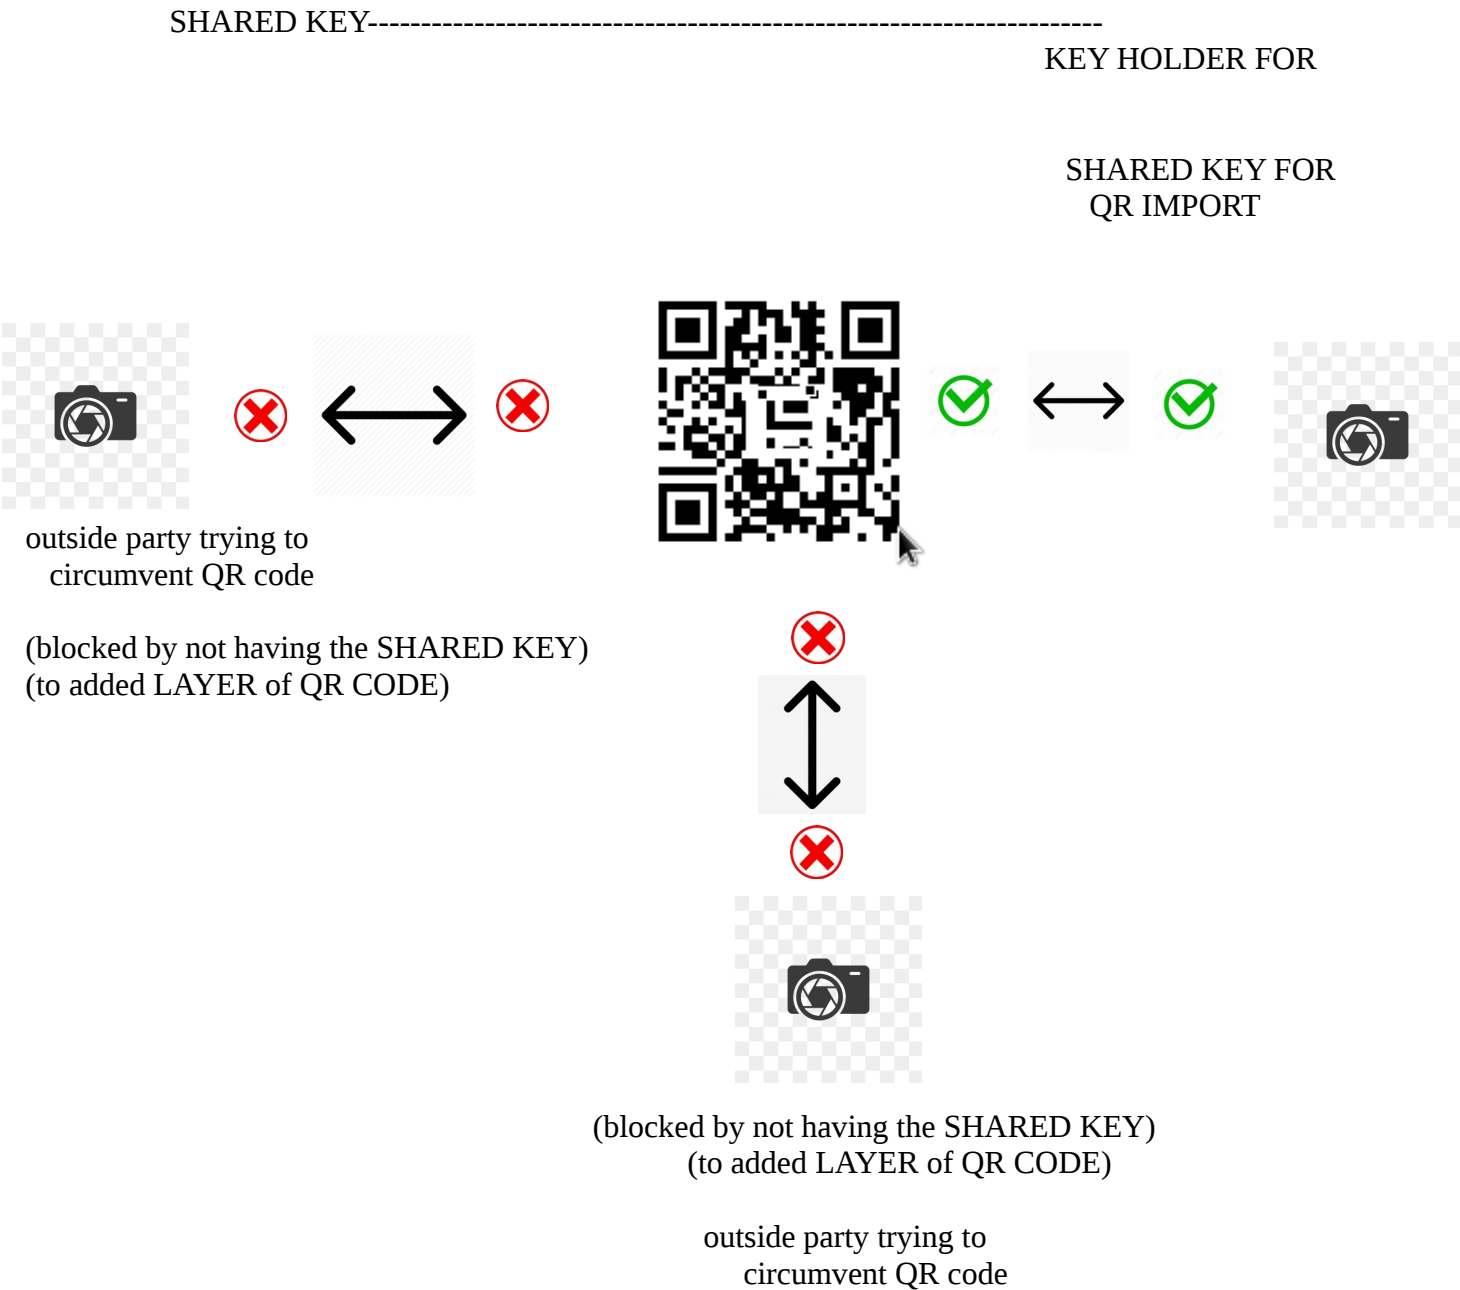 SHARED KEY----------------------------------------------------------------------
KEY HOLDER FOR
SHARED KEY FOR
QR IMPORT
outside party trying to
circumvent QR code
(blocked by not having the SHARED KEY)
(to added LAYER of QR CODE)
(blocked by not having the SHARED KEY)
(to added LAYER of QR CODE)
outside party trying to
circumvent QR code